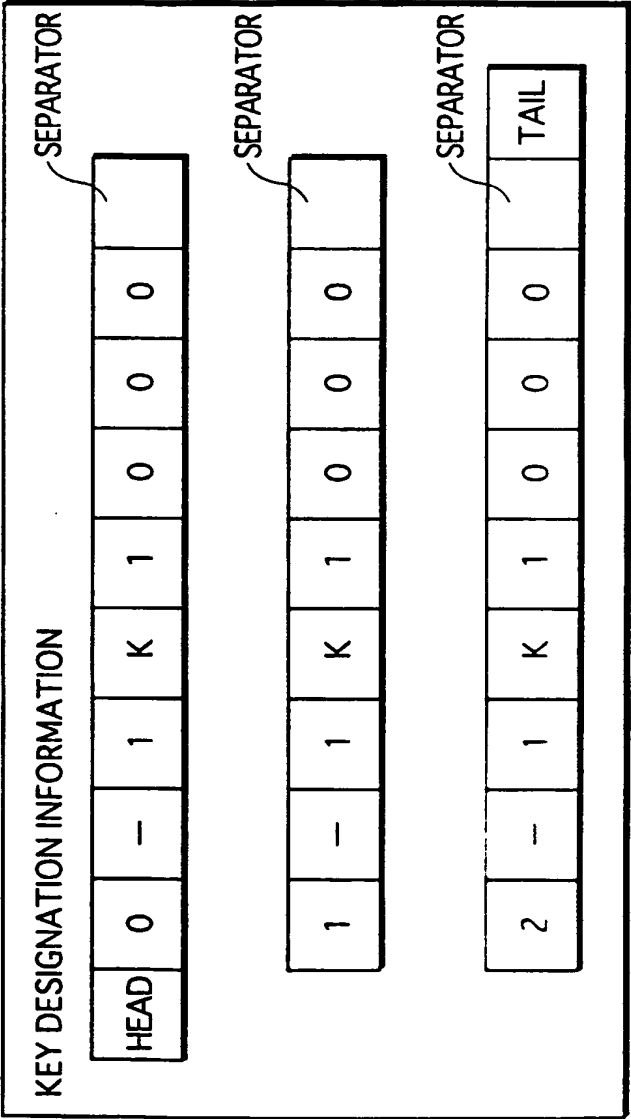 KEY DESIGNATION INFORMATION
SEPARATOR
HEAD 0 – 1 K 1 0 0 0
SEPARATOR
1 – 1 K 1 0 0 0
SEPARATOR
2 – 1 K 1 0 0 0 TAIL